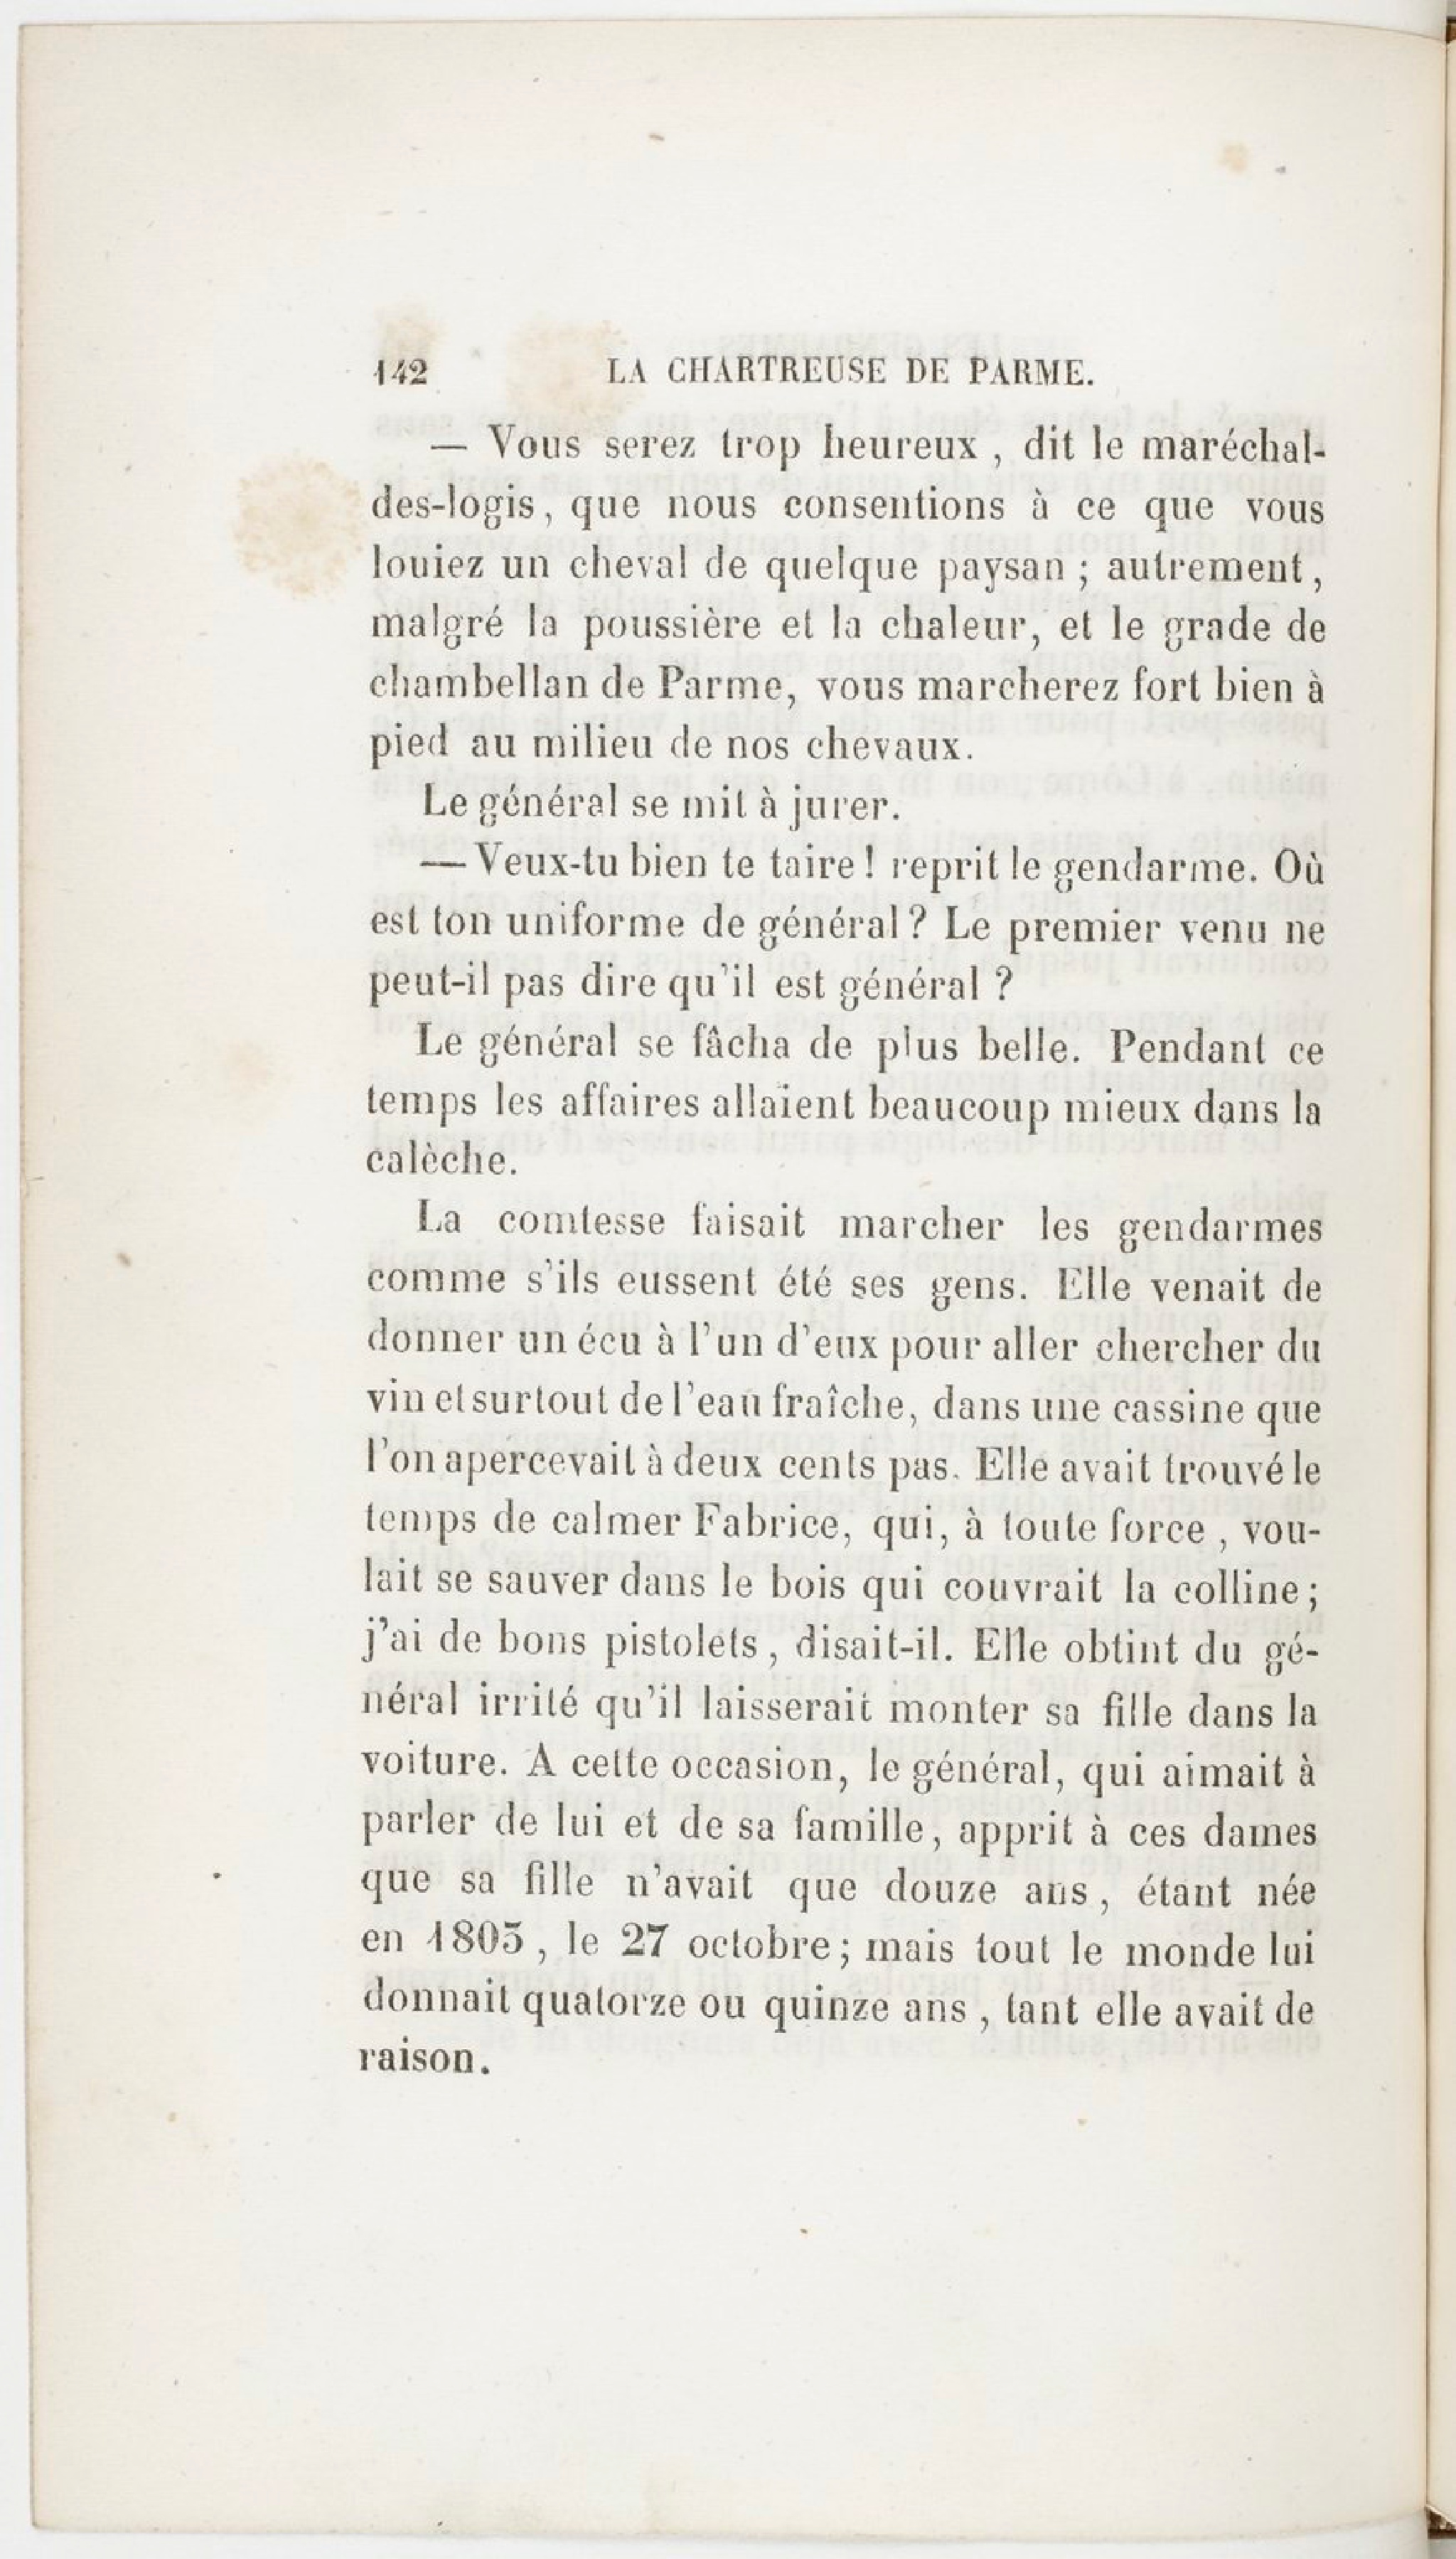 142 LA CHARTREUSE DE PARME.
— Vous serez trop heureux , dit le maréchal-
des-logis, que nous consentions à ce que vous
louiez un cheval de quelque paysan ; autrement,
malgré la poussière et la chaleur, et le grade de
chambellan de Parme, vous marcherez fort bien à
pied au milieu de nos chevaux.
Le général se mit à jurer.
— Veux-tu bien te taire ! reprit le gendarme. Où
est ton uniforme de général ? Le premier venu ne
peut-il pas dire qu'il est général ?
Le général se fâcha de plus belle. Pendant ce
temps les affaires allaient beaucoup mieux dans la
calèche.
La comtesse faisait marcher les gendarmes
comme s'ils eussent été ses gens. Elle venait de
donner un écu à l'un d'eux pour aller chercher du
vin et surtout de l'eau fraîche, dans une cassine que
l'on apercevait à deux cents pas. Elle avait trouvé le
temps de calmer Fabrice, qui, à toute force , vou-
lait se sauver dans le bois qui couvrait la colline ;
j'ai de bons pistolets, disait-il. Elle obtint du gé-
néral irrité qu'il laisserait monter sa fille dans la
voiture. A cette occasion, le général, qui aimait à
parler de lui et de sa famille, apprit à ces dames
que sa fille n'avait que douze ans, étant née
en 1803, le 27 octobre ; mais tout le monde lui
donnait quatorze ou quinze ans , tant elle avait de
raison.